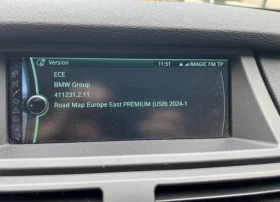 Version 11:51 MAGIC FM TP
ECE
BMW Group
411231.2.11
Road Map Europe East PREMIUM (USB) 2024-1